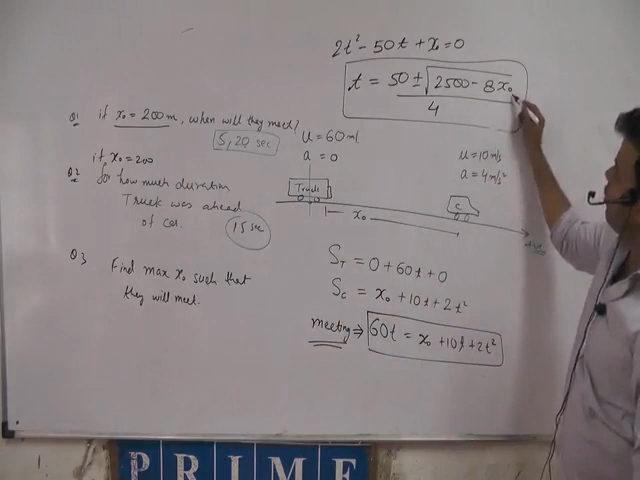 2t² - 50t + x₀ = 0
t = 50 ± √2500 - 8x₀
4
Q1 if x₀ = 200m, when will they meet?
5, 20 sec
u = 60 m/
a = 0
u = 10 m/s
a = 4 m/s²
Q2 if x₀ = 200
for how much duration
Truck was ahead
of car.
15 sec
Truck
C
x₀
+ve
Q3 Find max x₀ such that
they will meet.
S_T = 0 + 60t + 0
S_C = x₀ + 10t + 2t²
meeting ⇒ 60t = x₀ + 10t + 2t²
PRIME